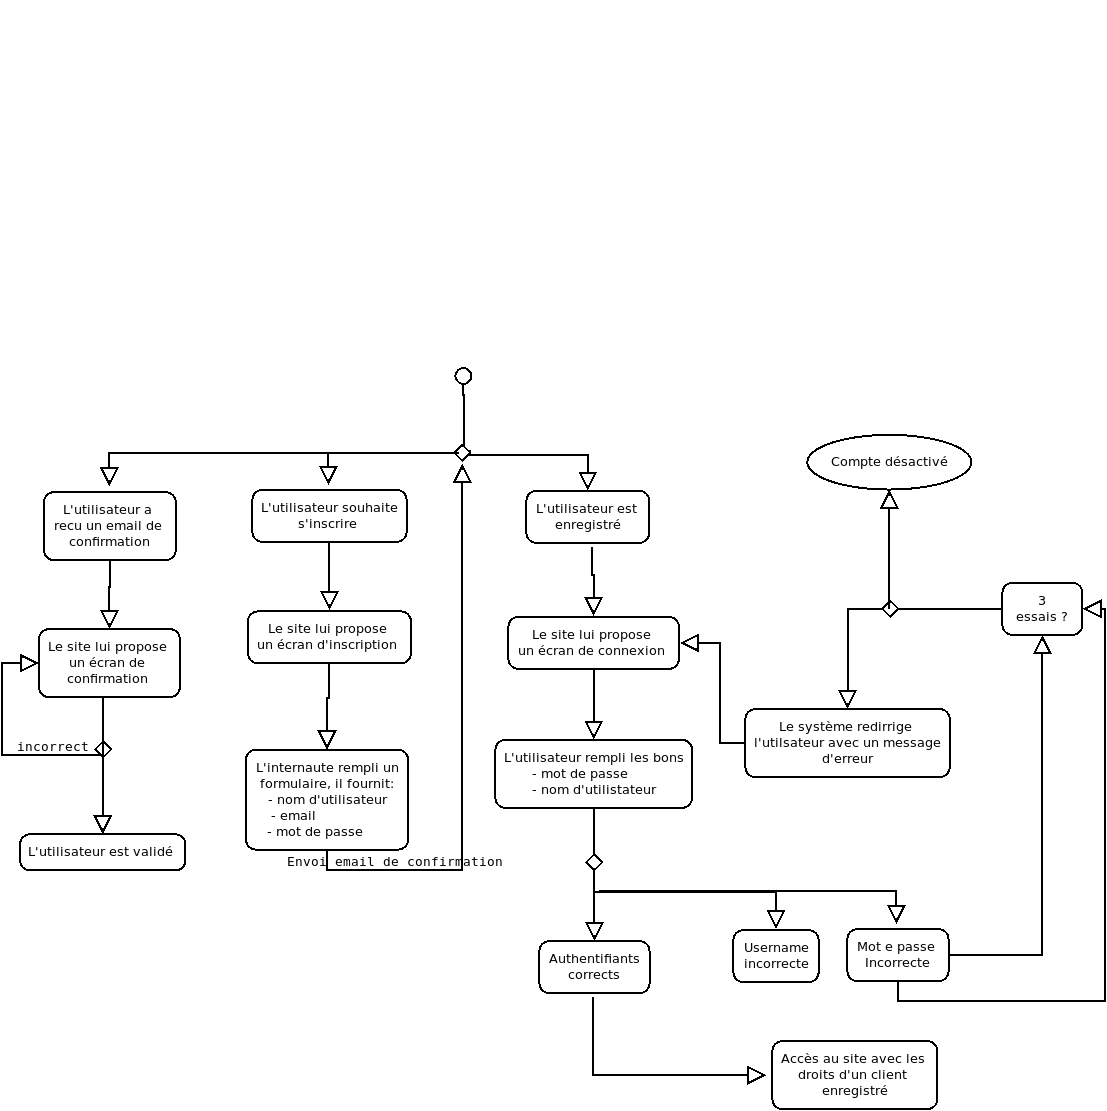 Compte désactivé
L'utilisateur a
recu un email de
confirmation
L'utilisateur souhaite
s'inscrire
L'utilisateur est
enregistré
3
essais ?
Le site lui propose
un écran de
confirmation
Le site lui propose
un écran d'inscription
Le site lui propose
un écran de connexion
Le système redirrige
l'utilsateur avec un message
d'erreur
incorrect
L'internaute rempli un
formulaire, il fournit:
- nom d'utilisateur
- email
- mot de passe
L'utilisateur rempli les bons
- mot de passe
- nom d'utilistateur
L'utilisateur est validé
Envoi email de confirmation
Authentifiants
corrects
Username
incorrecte
Mot e passe
Incorrecte
Accès au site avec les
droits d'un client
enregistré